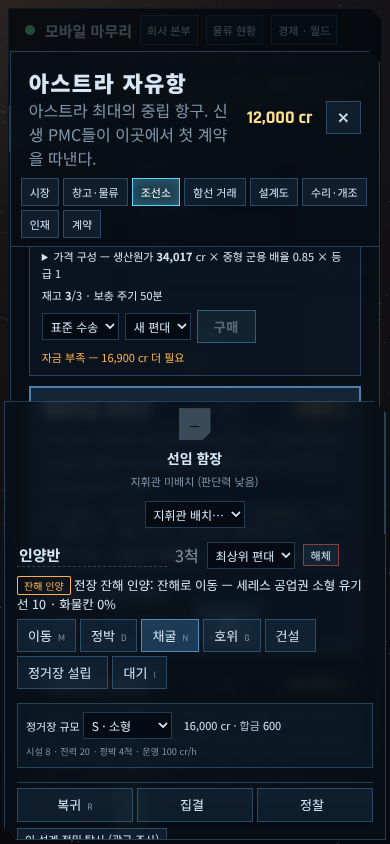 모바일 마무리 회사 본부 물류 현황 경제 · 월드
아스트라 자유항
아스트라 최대의 중립 항구. 신
생 PMC들이 이곳에서 첫 계약
을 따낸다.
12,000 cr ×
시장 창고·물류 조선소 함선 거래 설계도 수리·개조
인재 계약
▶ 가격 구성 — 생산원가 34,017 cr × 중형 군용 배율 0.85 × 등
급 1
재고 3/3 · 보충 주기 50분
표준 수송 새 편대 구매
자금 부족 — 16,900 cr 더 필요
—
선임 함장
지휘관 미배치 (판단력 낮음)
지휘관 배치…
인양반 3척 최상위 편대 해체
잔해 인양 전장 잔해 인양: 잔해로 이동 — 세레스 공업권 소형 유기
선 10 · 화물칸 0%
이동 M 정박 D 채굴 N 호위 G 건설
정거장 설립 대기 I
정거장 규모 S · 소형 16,000 cr · 합금 600
시설 8 · 전력 20 · 정박 4척 · 운영 100 cr/h
복귀 R 집결 정찰